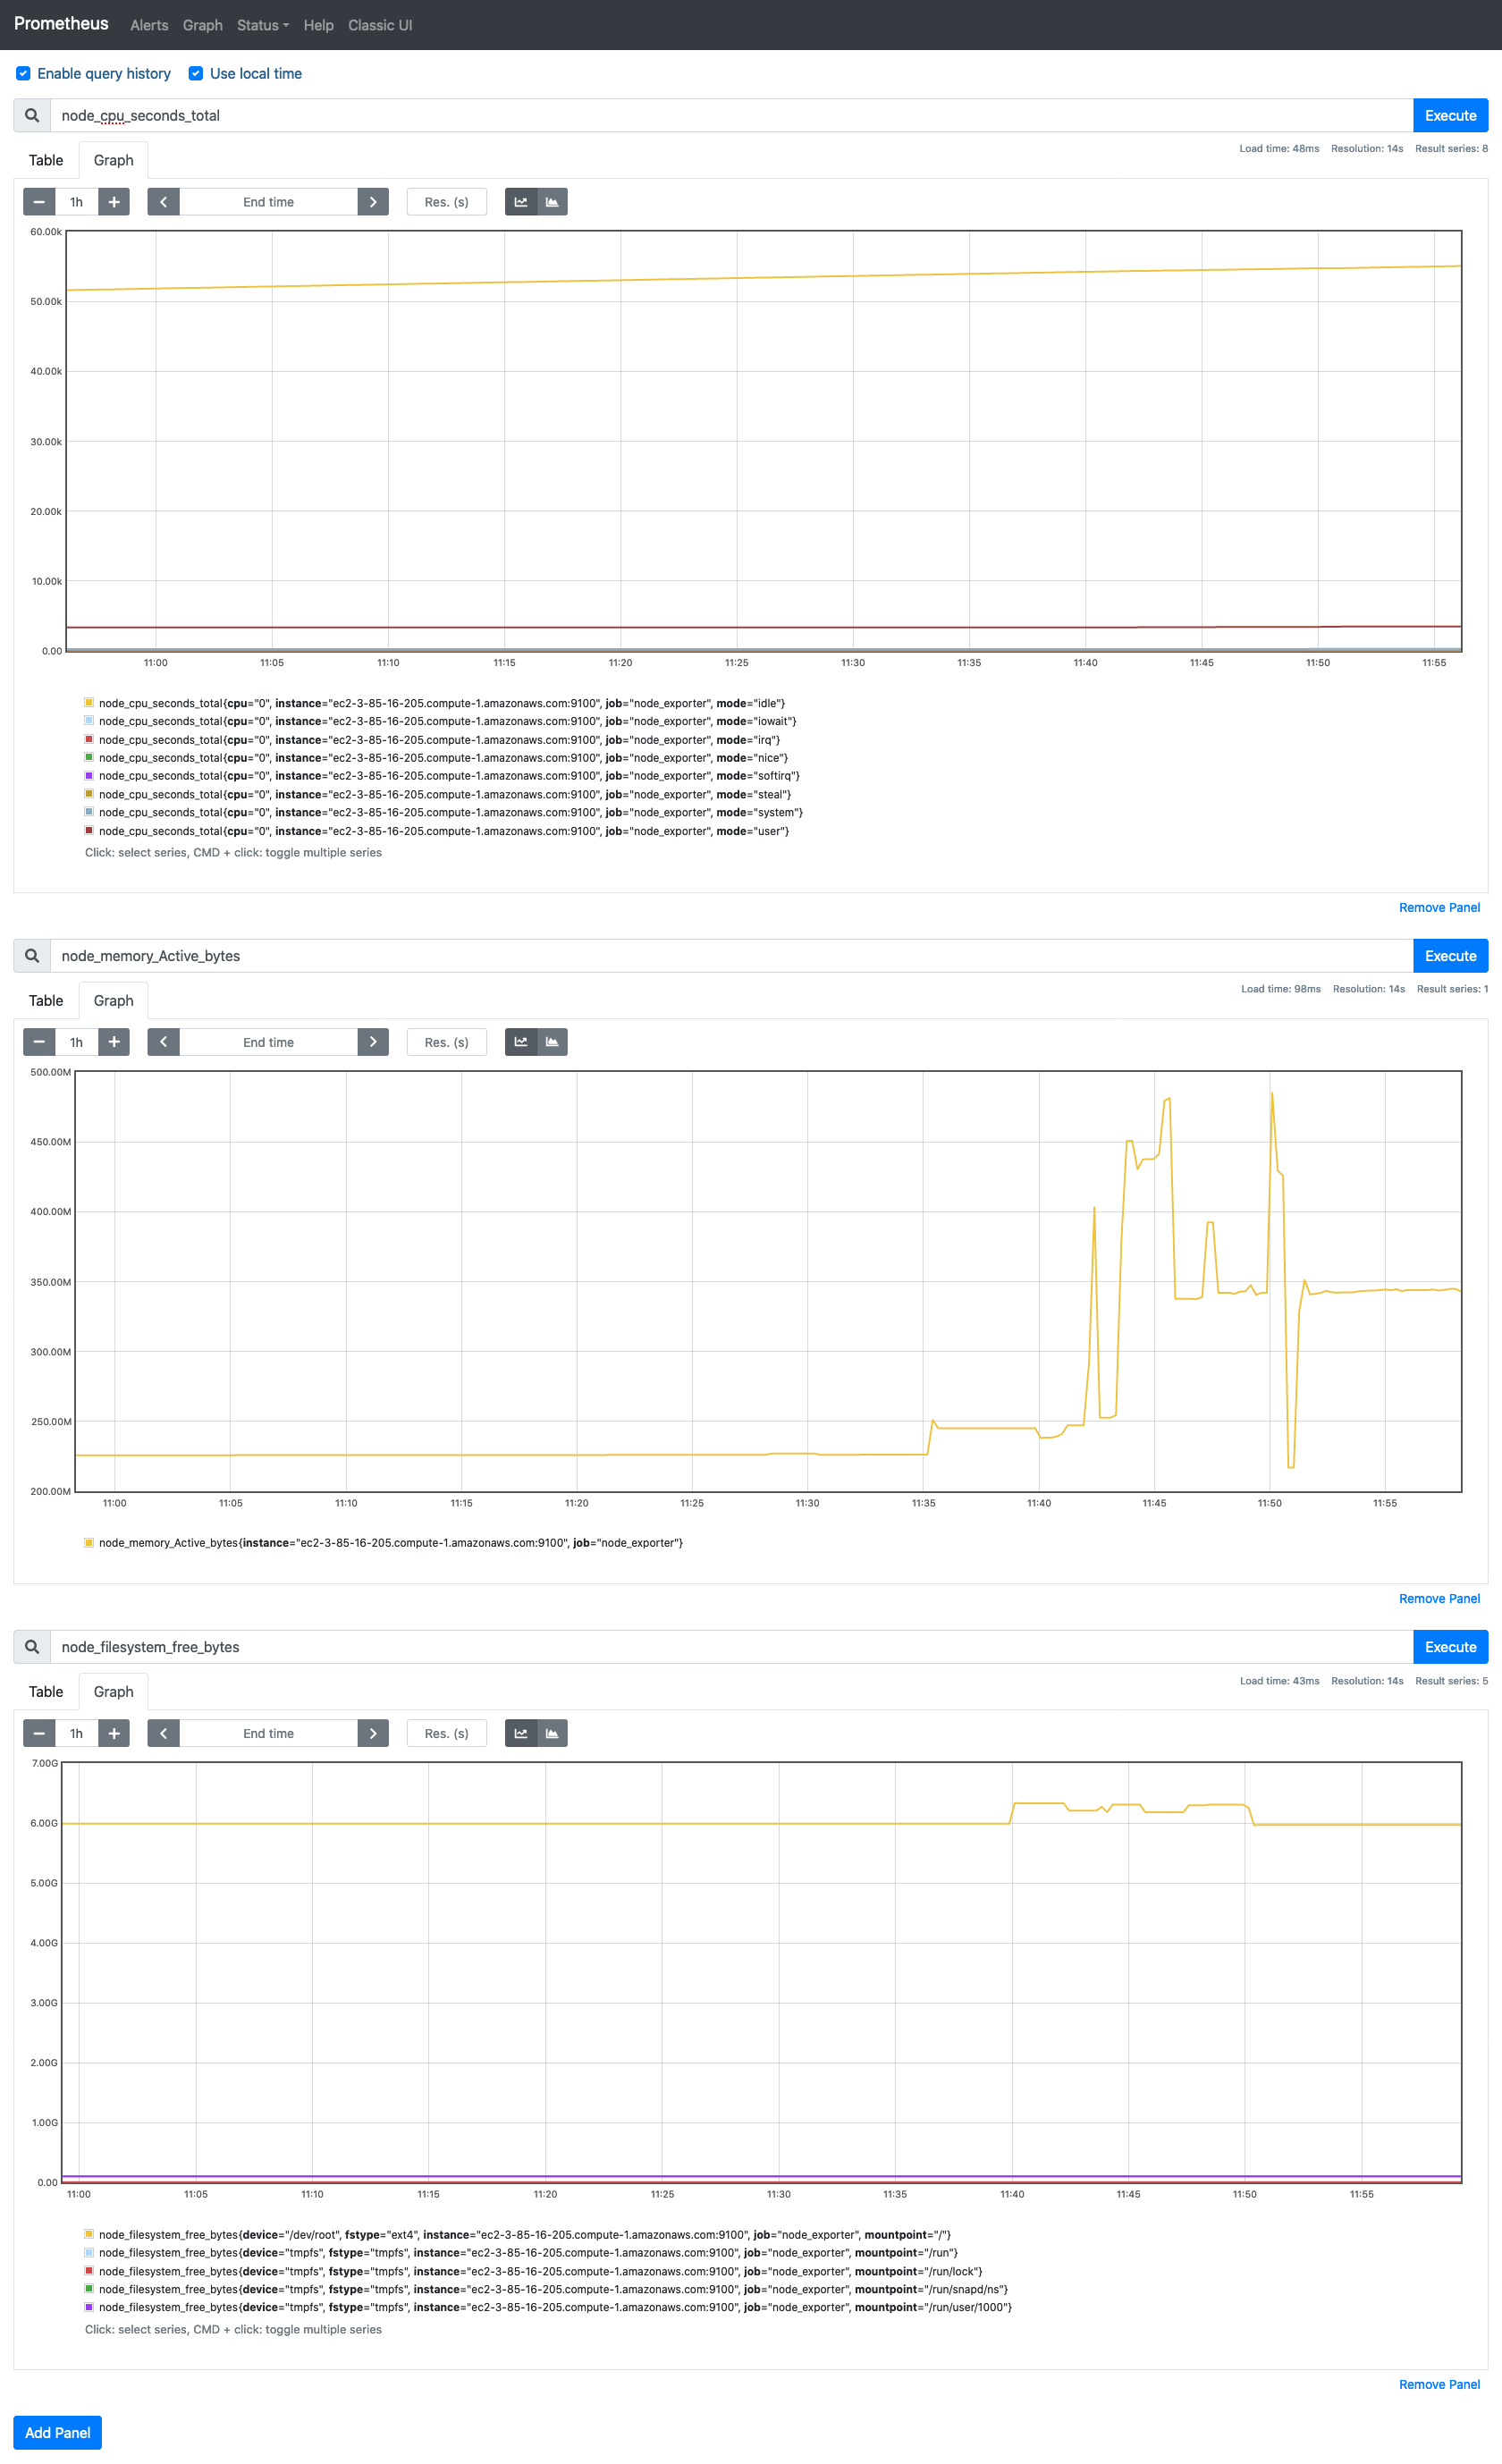 Prometheus Alerts Graph Status Help Classic UI
Enable query history Use local time
node_cpu_seconds_total Execute
Table Graph Load time: 48ms Resolution: 14s Result series: 8
1h End time Res. (s)
60.00k
50.00k
40.00k
30.00k
20.00k
10.00k
0.00
11:00 11:05 11:10 11:15 11:20 11:25 11:30 11:35 11:40 11:45 11:50 11:55
node_cpu_seconds_total{cpu="0", instance="ec2-3-85-16-205.compute-1.amazonaws.com:9100", job="node_exporter", mode="idle"}
node_cpu_seconds_total{cpu="0", instance="ec2-3-85-16-205.compute-1.amazonaws.com:9100", job="node_exporter", mode="iowait"}
node_cpu_seconds_total{cpu="0", instance="ec2-3-85-16-205.compute-1.amazonaws.com:9100", job="node_exporter", mode="irq"}
node_cpu_seconds_total{cpu="0", instance="ec2-3-85-16-205.compute-1.amazonaws.com:9100", job="node_exporter", mode="nice"}
node_cpu_seconds_total{cpu="0", instance="ec2-3-85-16-205.compute-1.amazonaws.com:9100", job="node_exporter", mode="softirq"}
node_cpu_seconds_total{cpu="0", instance="ec2-3-85-16-205.compute-1.amazonaws.com:9100", job="node_exporter", mode="steal"}
node_cpu_seconds_total{cpu="0", instance="ec2-3-85-16-205.compute-1.amazonaws.com:9100", job="node_exporter", mode="system"}
node_cpu_seconds_total{cpu="0", instance="ec2-3-85-16-205.compute-1.amazonaws.com:9100", job="node_exporter", mode="user"}
Click: select series, CMD + click: toggle multiple series
Remove Panel
node_memory_Active_bytes Execute
Table Graph Load time: 98ms Resolution: 14s Result series: 1
1h End time Res. (s)
500.00M
450.00M
400.00M
350.00M
300.00M
250.00M
200.00M
11:00 11:05 11:10 11:15 11:20 11:25 11:30 11:35 11:40 11:45 11:50 11:55
node_memory_Active_bytes{instance="ec2-3-85-16-205.compute-1.amazonaws.com:9100", job="node_exporter"}
Remove Panel
node_filesystem_free_bytes Execute
Table Graph Load time: 43ms Resolution: 14s Result series: 5
1h End time Res. (s)
7.00G
6.00G
5.00G
4.00G
3.00G
2.00G
1.00G
0.00
11:00 11:05 11:10 11:15 11:20 11:25 11:30 11:35 11:40 11:45 11:50 11:55
node_filesystem_free_bytes{device="/dev/root", fstype="ext4", instance="ec2-3-85-16-205.compute-1.amazonaws.com:9100", job="node_exporter", mountpoint="/"}
node_filesystem_free_bytes{device="tmpfs", fstype="tmpfs", instance="ec2-3-85-16-205.compute-1.amazonaws.com:9100", job="node_exporter", mountpoint="/run"}
node_filesystem_free_bytes{device="tmpfs", fstype="tmpfs", instance="ec2-3-85-16-205.compute-1.amazonaws.com:9100", job="node_exporter", mountpoint="/run/lock"}
node_filesystem_free_bytes{device="tmpfs", fstype="tmpfs", instance="ec2-3-85-16-205.compute-1.amazonaws.com:9100", job="node_exporter", mountpoint="/run/snapd/ns"}
node_filesystem_free_bytes{device="tmpfs", fstype="tmpfs", instance="ec2-3-85-16-205.compute-1.amazonaws.com:9100", job="node_exporter", mountpoint="/run/user/1000"}
Click: select series, CMD + click: toggle multiple series
Remove Panel
Add Panel